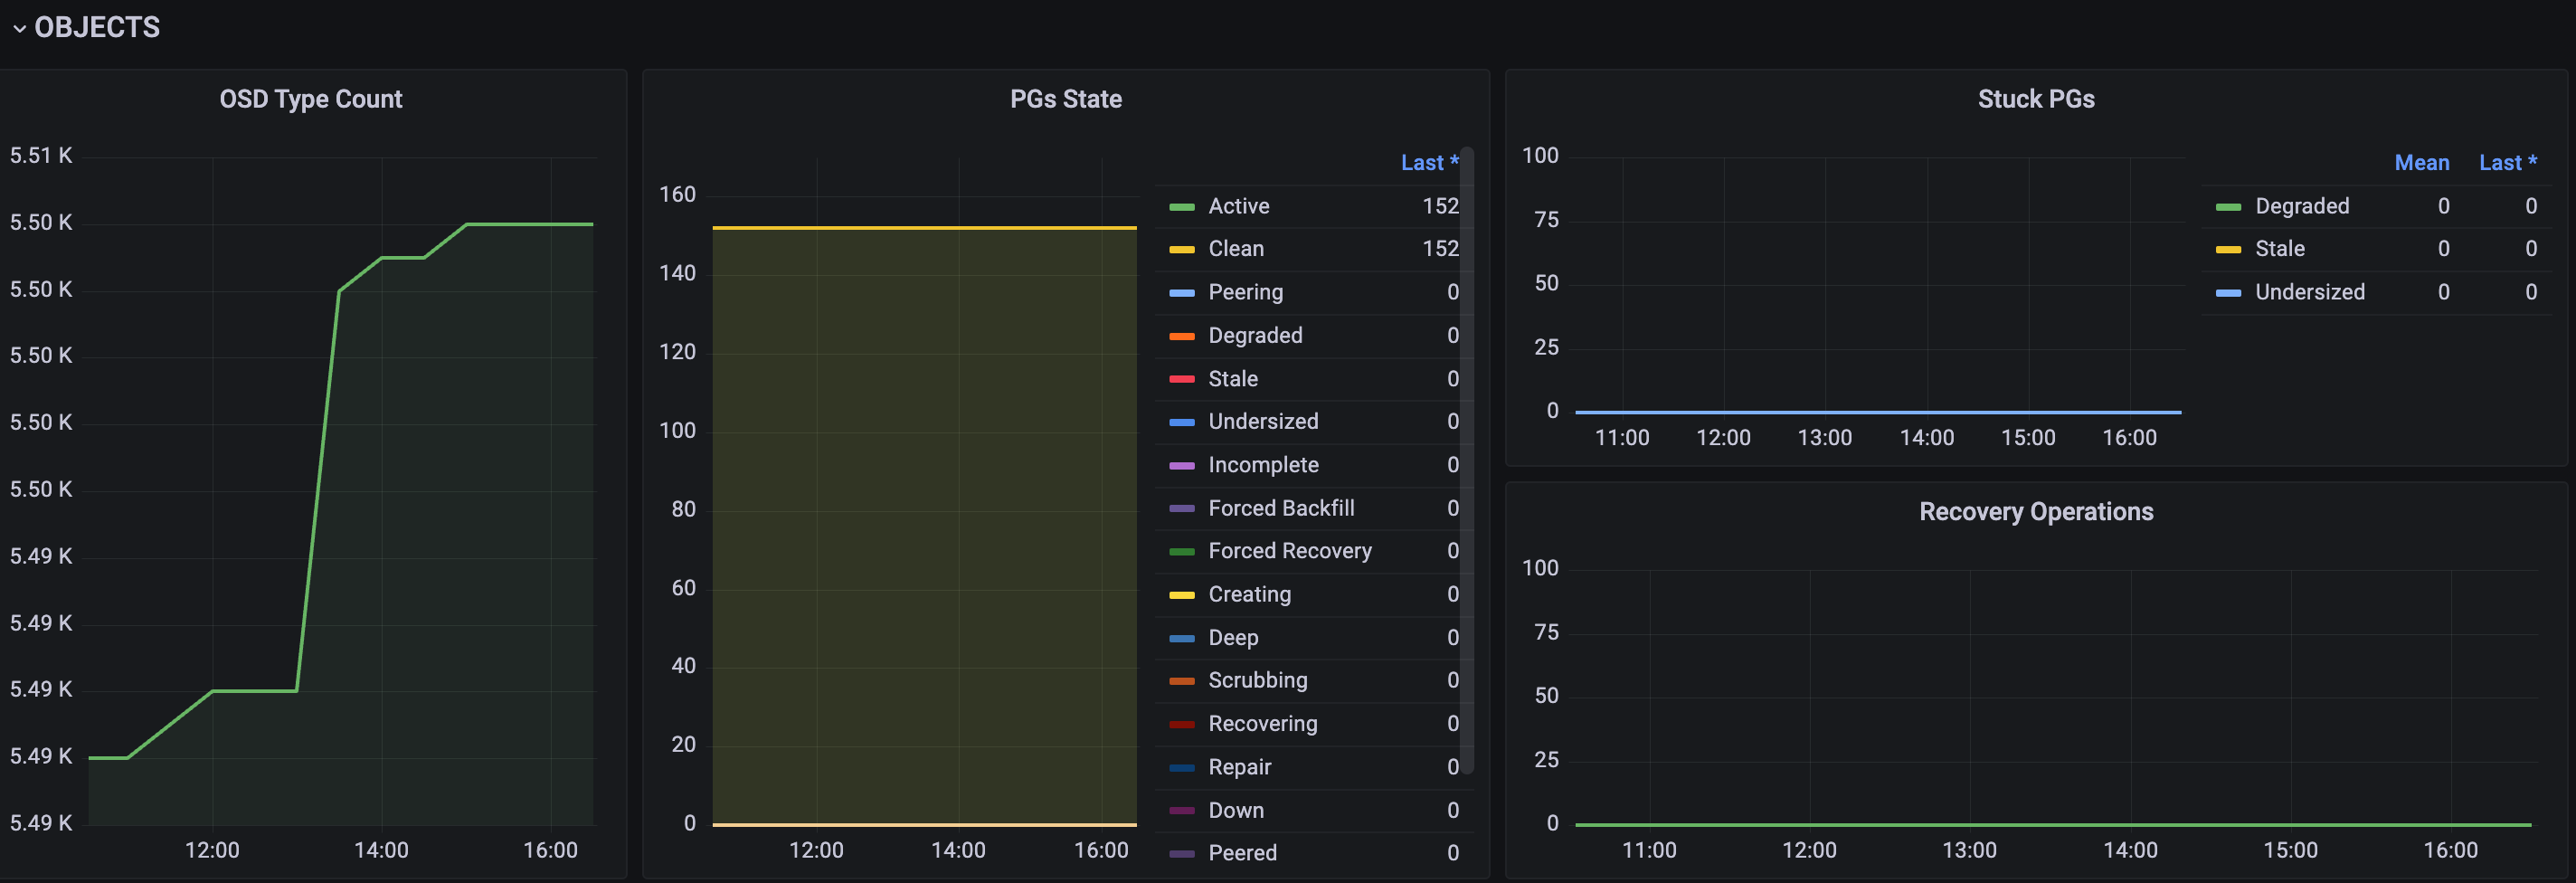 OBJECTS
OSD Type Count
5.51 K
5.50 K
5.50 K
5.50 K
5.50 K
5.50 K
5.49 K
5.49 K
5.49 K
5.49 K
5.49 K
12:00 14:00 16:00
PGs State
160
140
120
100
80
60
40
20
0
12:00 14:00 16:00
Last *
Active 152
Clean 152
Peering 0
Degraded 0
Stale 0
Undersized 0
Incomplete 0
Forced Backfill 0
Forced Recovery 0
Creating 0
Deep 0
Scrubbing 0
Recovering 0
Repair 0
Down 0
Peered 0
Stuck PGs
100
75
50
25
0
11:00 12:00 13:00 14:00 15:00 16:00
Mean Last *
Degraded 0 0
Stale 0 0
Undersized 0 0
Recovery Operations
100
75
50
25
0
11:00 12:00 13:00 14:00 15:00 16:00